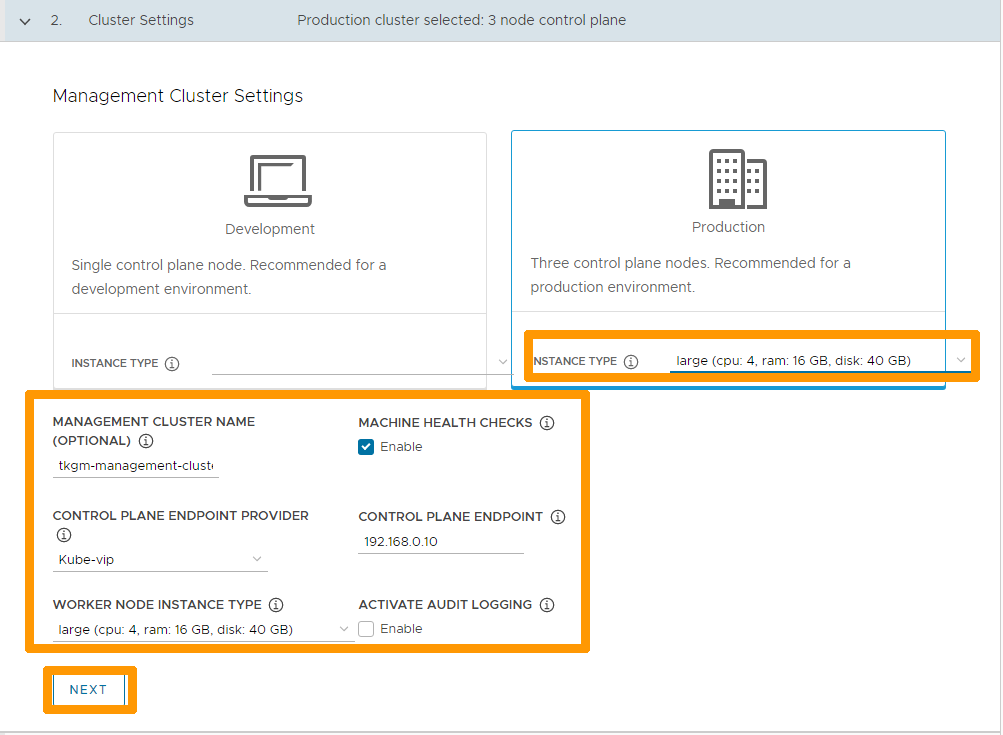 2. Cluster Settings Production cluster selected: 3 node control plane
Management Cluster Settings
Development
Single control plane node. Recommended for a
development environment.
INSTANCE TYPE
Production
Three control plane nodes. Recommended for a
production environment.
INSTANCE TYPE large (cpu: 4, ram: 16 GB, disk: 40 GB)
MANAGEMENT CLUSTER NAME
(OPTIONAL)
tkgm-management-cluste
MACHINE HEALTH CHECKS
Enable
CONTROL PLANE ENDPOINT PROVIDER
Kube-vip
CONTROL PLANE ENDPOINT
192.168.0.10
WORKER NODE INSTANCE TYPE
large (cpu: 4, ram: 16 GB, disk: 40 GB)
ACTIVATE AUDIT LOGGING
Enable
NEXT